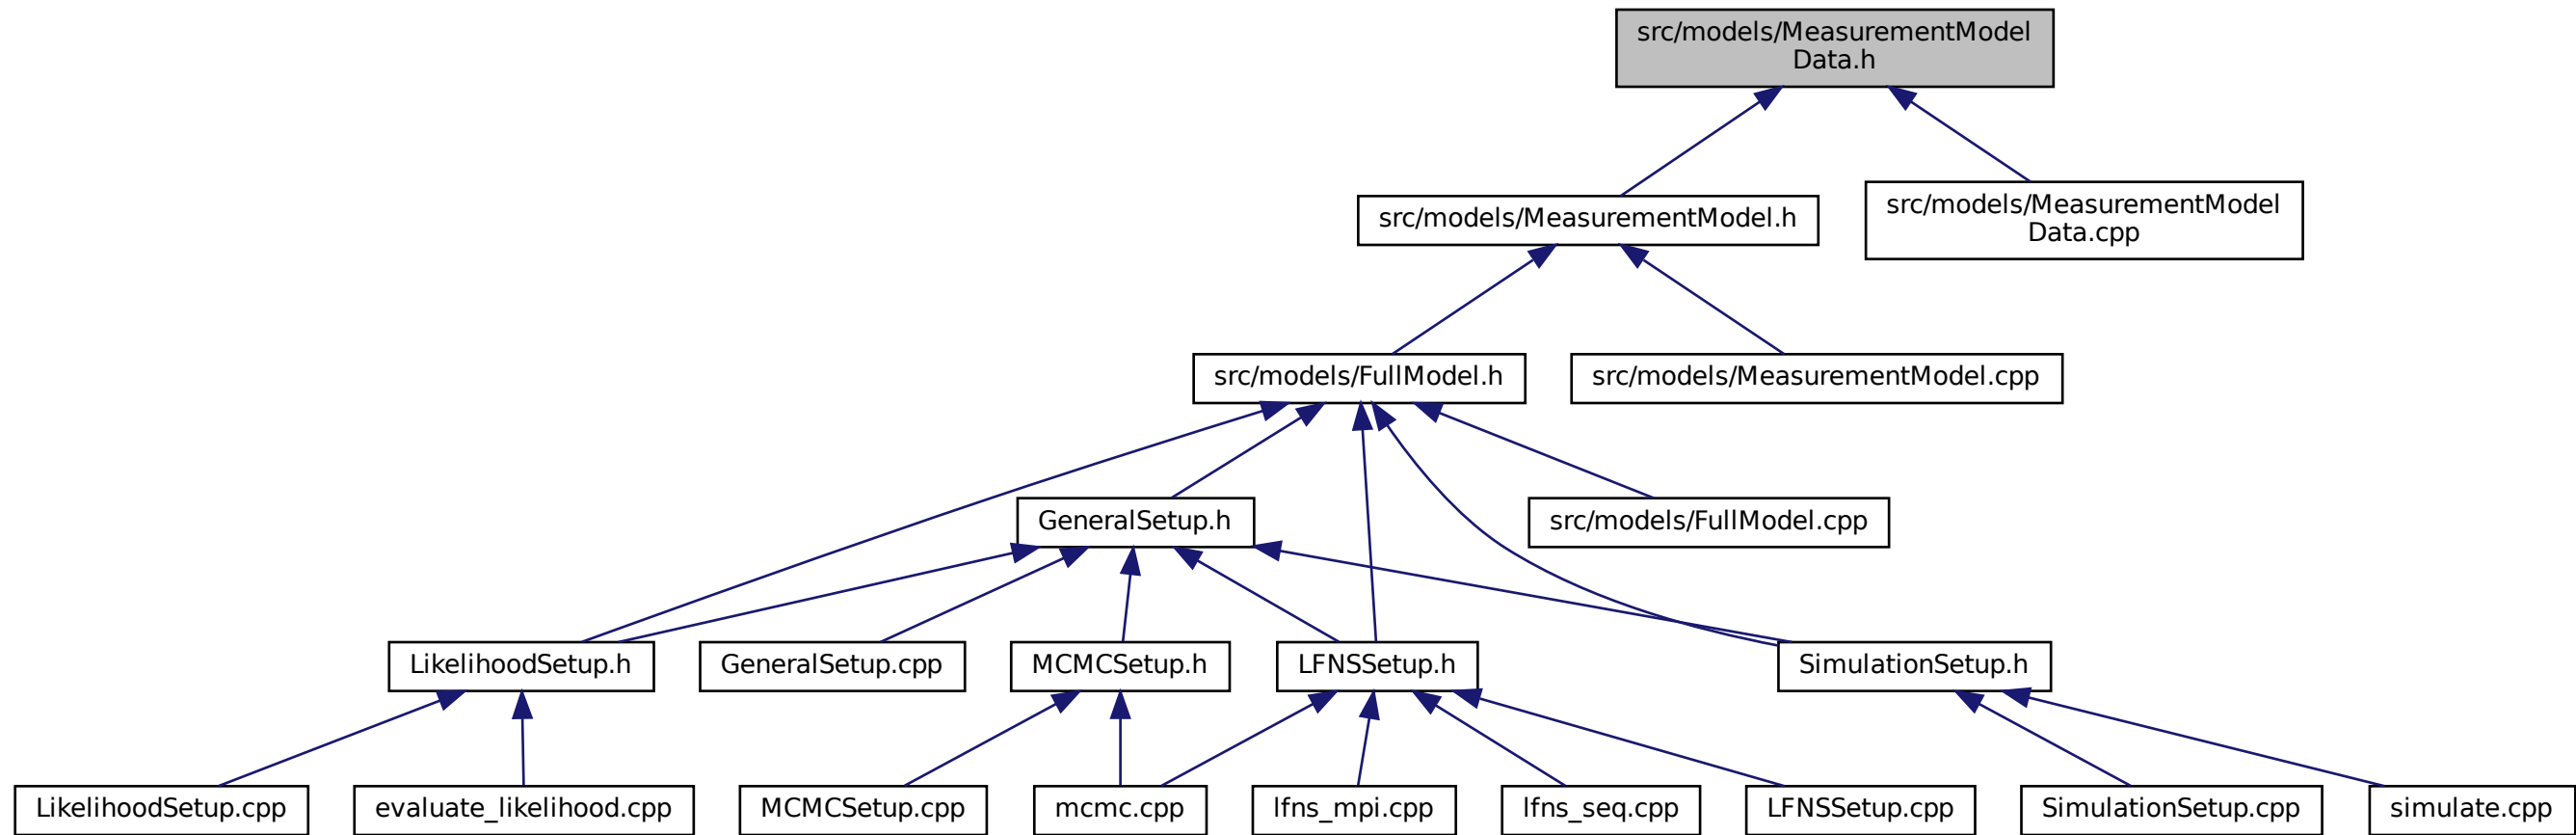 src/models/MeasurementModel
Data.h
src/models/MeasurementModel.h
src/models/MeasurementModel
Data.cpp
src/models/FullModel.h
src/models/MeasurementModel.cpp
GeneralSetup.h
src/models/FullModel.cpp
LikelihoodSetup.h
GeneralSetup.cpp
MCMCSetup.h
LFNSSetup.h
SimulationSetup.h
LikelihoodSetup.cpp
evaluate_likelihood.cpp
MCMCSetup.cpp
mcmc.cpp
lfns_mpi.cpp
lfns_seq.cpp
LFNSSetup.cpp
SimulationSetup.cpp
simulate.cpp